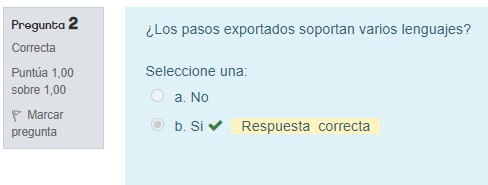 Pregunta 2
Correcta
Puntúa 1,00
sobre 1,00
Marcar
pregunta
¿Los pasos exportados soportan varios lenguajes?
Seleccione una:
a. No
b. Si Respuesta correcta